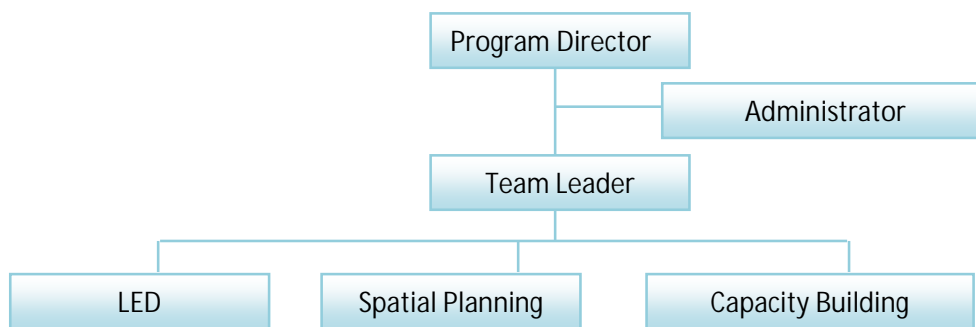 Program Director
Administrator
Team Leader
LED
Spatial Planning
Capacity Building